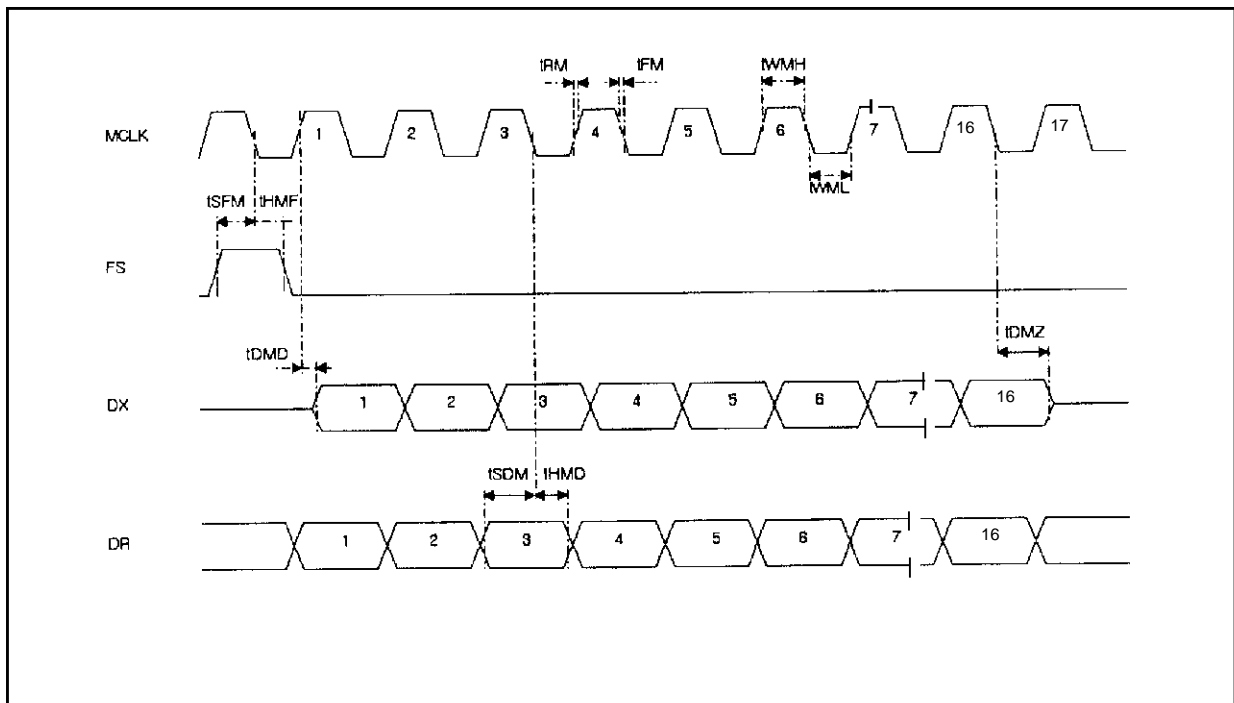 tRM tFM tWMH
MCLK 1 2 3 4 5 6 7 16 17
tWML
tSFM tHMF
FS
tDMD tDMZ
DX 1 2 3 4 5 6 7 16
tSDM tHMD
DR 1 2 3 4 5 6 7 16